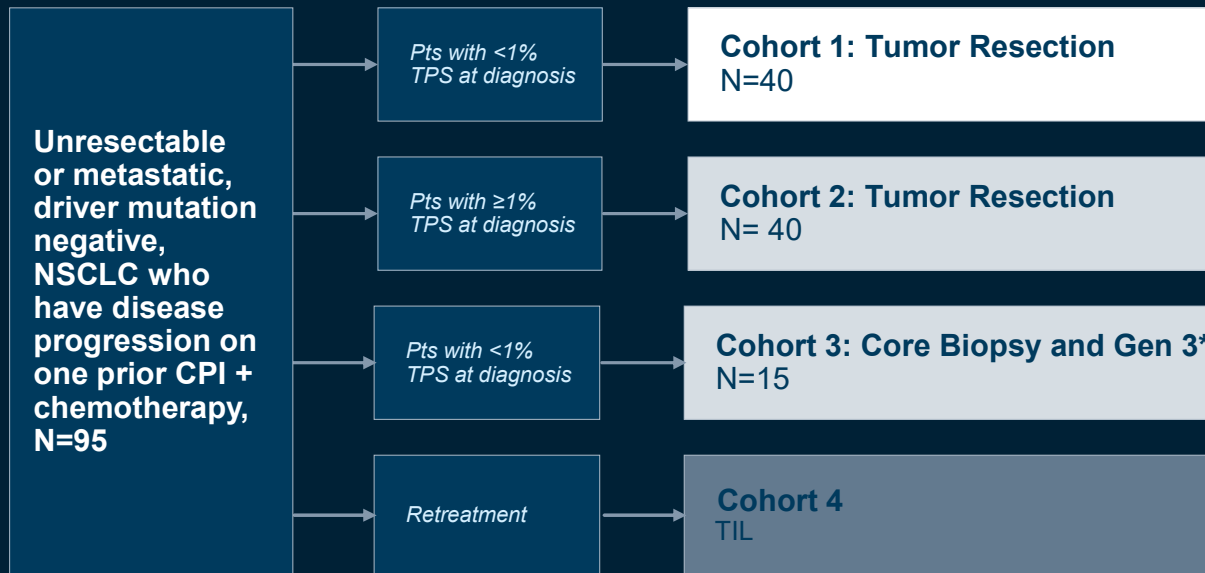 Unresectable
or metastatic,
driver mutation
negative,
NSCLC who
have disease
progression on
one prior CPI +
chemotherapy,
N=95
Pts with <1%
TPS at diagnosis
Cohort 1: Tumor Resection
N=40
Pts with ≥1%
TPS at diagnosis
Cohort 2: Tumor Resection
N= 40
Pts with <1%
TPS at diagnosis
Cohort 3: Core Biopsy and Gen 3*
N=15
Retreatment
Cohort 4
TIL